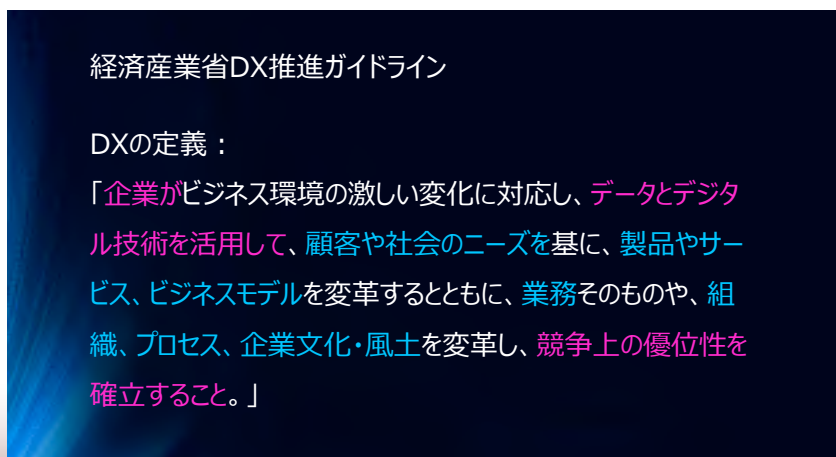 経済産業省DX推進ガイドライン
DXの定義：
「企業がビジネス環境の激しい変化に対応し、データとデジタ
ル技術を活用して、顧客や社会のニーズを基に、製品やサー
ビス、ビジネスモデルを変革するとともに、業務そのものや、組
織、プロセス、企業文化・風土を変革し、競争上の優位性を
確立すること。」